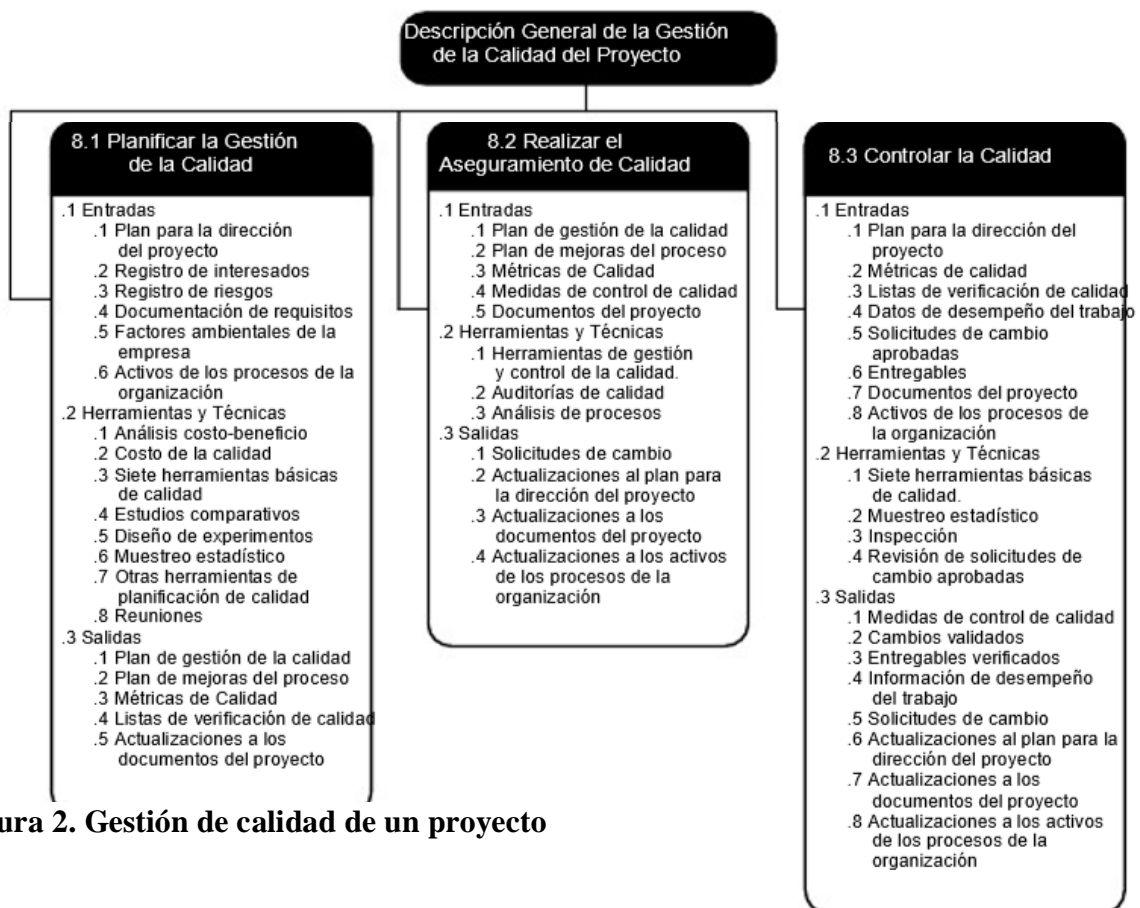 Descripción General de la Gestión
de la Calidad del Proyecto
8.1 Planificar la Gestión
de la Calidad
.1 Entradas
.1 Plan para la dirección
del proyecto
.2 Registro de interesados
.3 Registro de riesgos
.4 Documentación de requisitos
.5 Factores ambientales de la
empresa
.6 Activos de los procesos de la
organización
.2 Herramientas y Técnicas
.1 Análisis costo-beneficio
.2 Costo de la calidad
.3 Siete herramientas básicas
de calidad
.4 Estudios comparativos
.5 Diseño de experimentos
.6 Muestreo estadístico
.7 Otras herramientas de
planificación de calidad
.8 Reuniones
.3 Salidas
.1 Plan de gestión de la calidad
.2 Plan de mejoras del proceso
.3 Métricas de Calidad
.4 Listas de verificación de calidad
.5 Actualizaciones a los
documentos del proyecto
8.2 Realizar el
Aseguramiento de Calidad
.1 Entradas
.1 Plan de gestión de la calidad
.2 Plan de mejoras del proceso
.3 Métricas de Calidad
.4 Medidas de control de calidad
.5 Documentos del proyecto
.2 Herramientas y Técnicas
.1 Herramientas de gestión
y control de la calidad.
.2 Auditorías de calidad
.3 Análisis de procesos
.3 Salidas
.1 Solicitudes de cambio
.2 Actualizaciones al plan para
la dirección del proyecto
.3 Actualizaciones a los
documentos del proyecto
.4 Actualizaciones a los activos
de los procesos de la
organización
8.3 Controlar la Calidad
.1 Entradas
.1 Plan para la dirección del
proyecto
.2 Métricas de calidad
.3 Listas de verificación de calidad
.4 Datos de desempeño del trabajo
.5 Solicitudes de cambio
aprobadas
.6 Entregables
.7 Documentos del proyecto
.8 Activos de los procesos de
la organización
.2 Herramientas y Técnicas
.1 Siete herramientas básicas
de calidad.
.2 Muestreo estadístico
.3 Inspección
.4 Revisión de solicitudes de
cambio aprobadas
.3 Salidas
.1 Medidas de control de calidad
.2 Cambios validados
.3 Entregables verificados
.4 Información de desempeño
del trabajo
.5 Solicitudes de cambio
.6 Actualizaciones al plan para la
dirección del proyecto
.7 Actualizaciones a los
documentos del proyecto
.8 Actualizaciones a los activos
de los procesos de la
organización
ura 2. Gestión de calidad de un proyecto